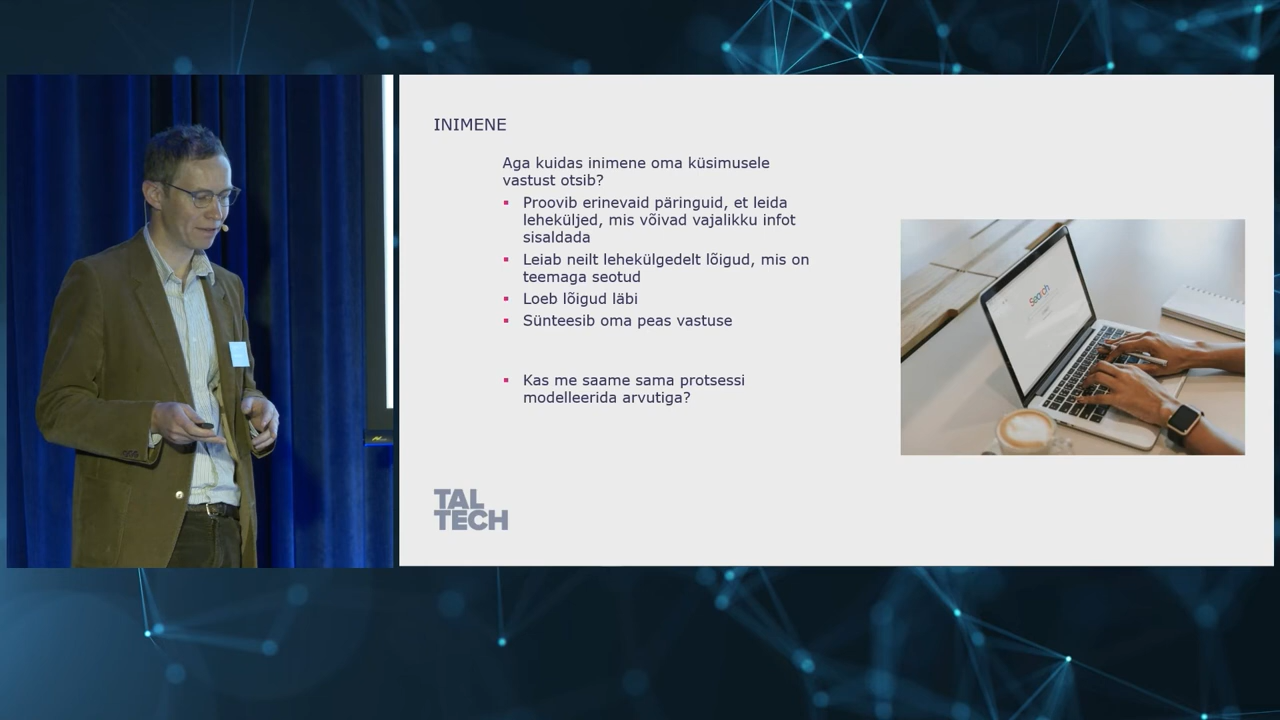 INIMENE
Aga kuidas inimene oma küsimusele
vastust otsib?
▪ Proovib erinevaid päringuid, et leida
leheküljed, mis võivad vajalikku infot
sisaldada
▪ Leiab neilt lehekülgedelt lõigud, mis on
teemaga seotud
▪ Loeb lõigud läbi
▪ Sünteesib oma peas vastuse
▪ Kas me saame sama protsessi
modelleerida arvutiga?
Search
TAL
TECH